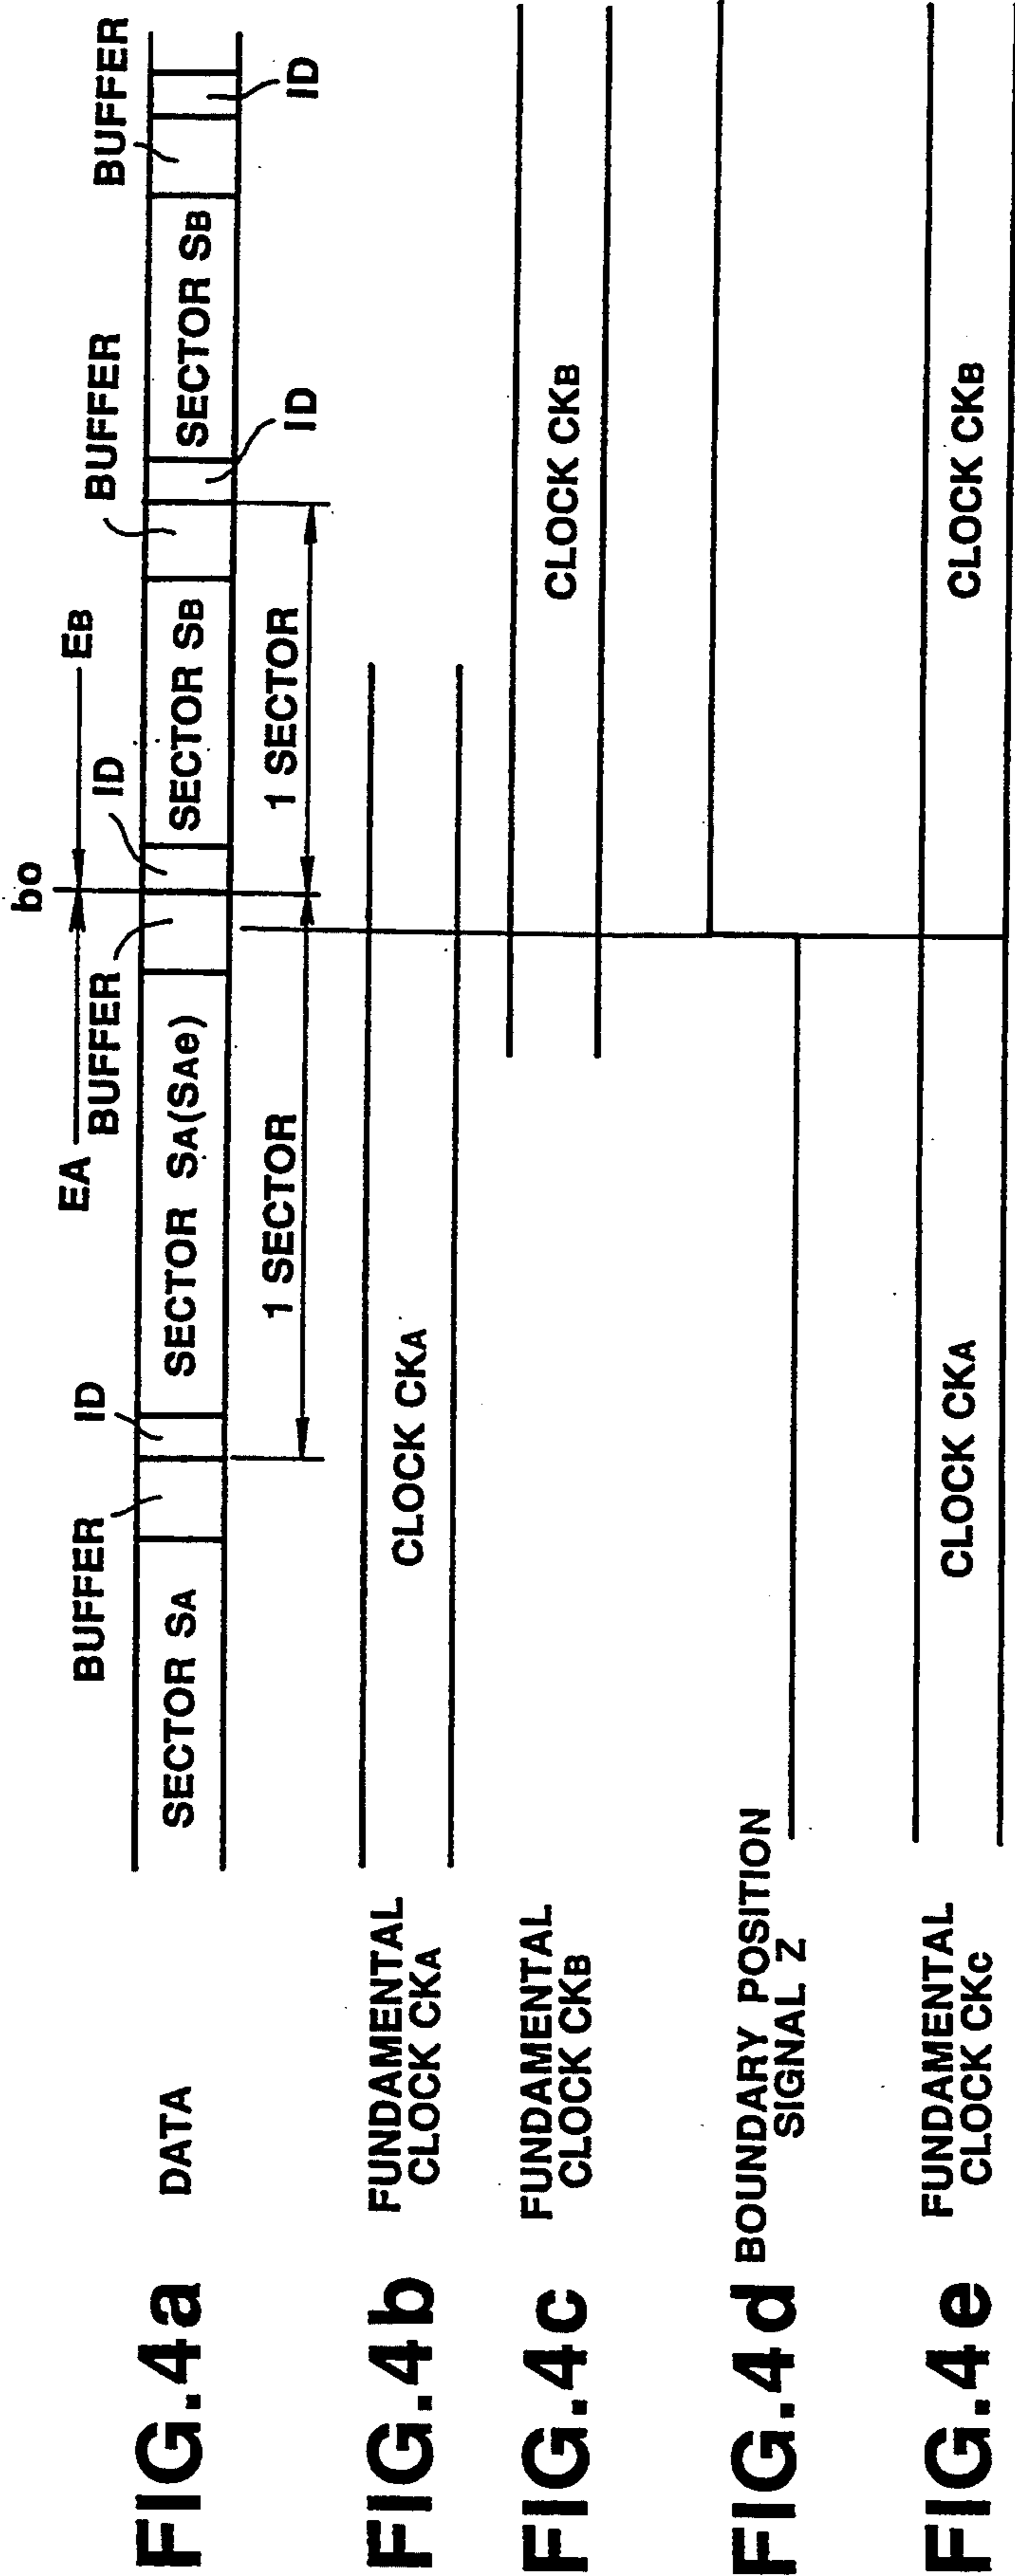 bo
EA
EB
BUFFER
ID
BUFFER
ID
BUFFER
BUFFER
FIG.4a
DATA
SECTOR SA
SECTOR SA(SAe)
SECTOR SB
SECTOR SB
ID
ID
1 SECTOR
1 SECTOR
FIG.4b
FUNDAMENTAL
CLOCK CKA
CLOCK CKA
FIG.4c
FUNDAMENTAL
CLOCK CKB
CLOCK CKB
FIG.4d
BOUNDARY POSITION
SIGNAL Z
FIG.4e
FUNDAMENTAL
CLOCK CKC
CLOCK CKA
CLOCK CKB